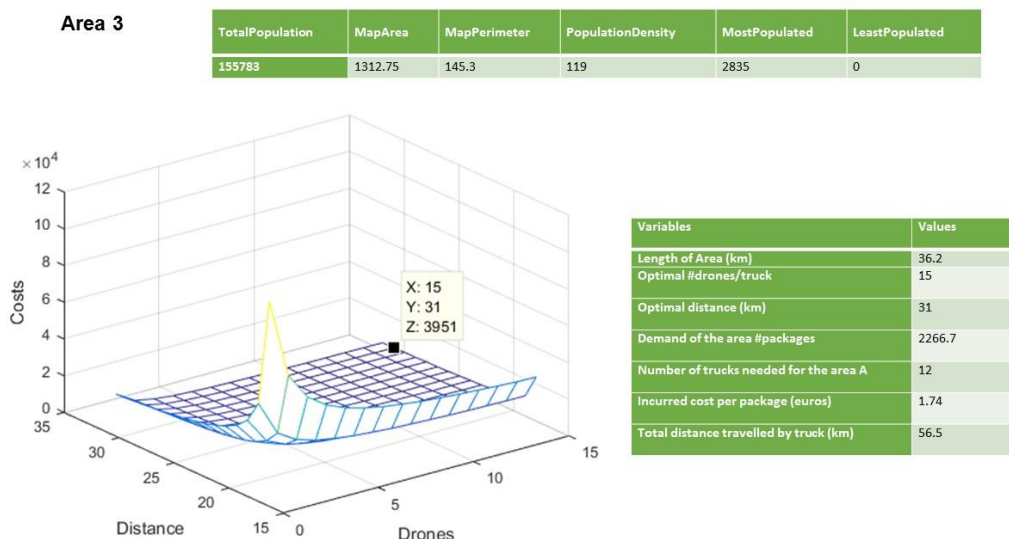 Area 3
TotalPopulation MapArea MapPerimeter PopulationDensity MostPopulated LeastPopulated
155783 1312.75 145.3 119 2835 0
×10⁴
12
10
8
6
4
2
0
Costs
35
30
25
20
15
Distance
0
5
10
15
Drones
X: 15
Y: 31
Z: 3951
Variables Values
Length of Area (km) 36.2
Optimal #drones/truck 15
Optimal distance (km) 31
Demand of the area #packages 2266.7
Number of trucks needed for the area A 12
Incurred cost per package (euros) 1.74
Total distance travelled by truck (km) 56.5